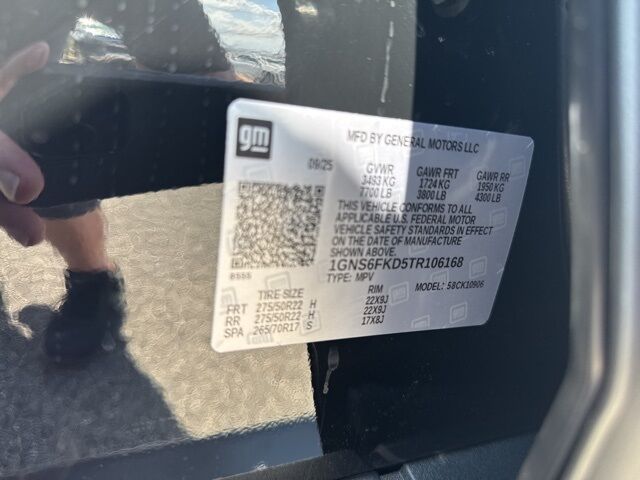 gm
MFD BY GENERAL MOTORS LLC
09/25
GVWR GAWR FRT GAWR RR
3493 KG 1724 KG 1950 KG
7700 LB 3800 LB 4300 LB
THIS VEHICLE CONFORMS TO ALL
APPLICABLE U.S. FEDERAL MOTOR
VEHICLE SAFETY STANDARDS IN EFFECT
ON THE DATE OF MANUFACTURE
SHOWN ABOVE.
1GNS6FKD5TR106168
TYPE: MPV MODEL: 58CK10906
TIRE SIZE RIM
FRT 275/50R22 H 22X9J
RR 275/50R22 H 22X9J
SPA 265/70R17 S 17X8J